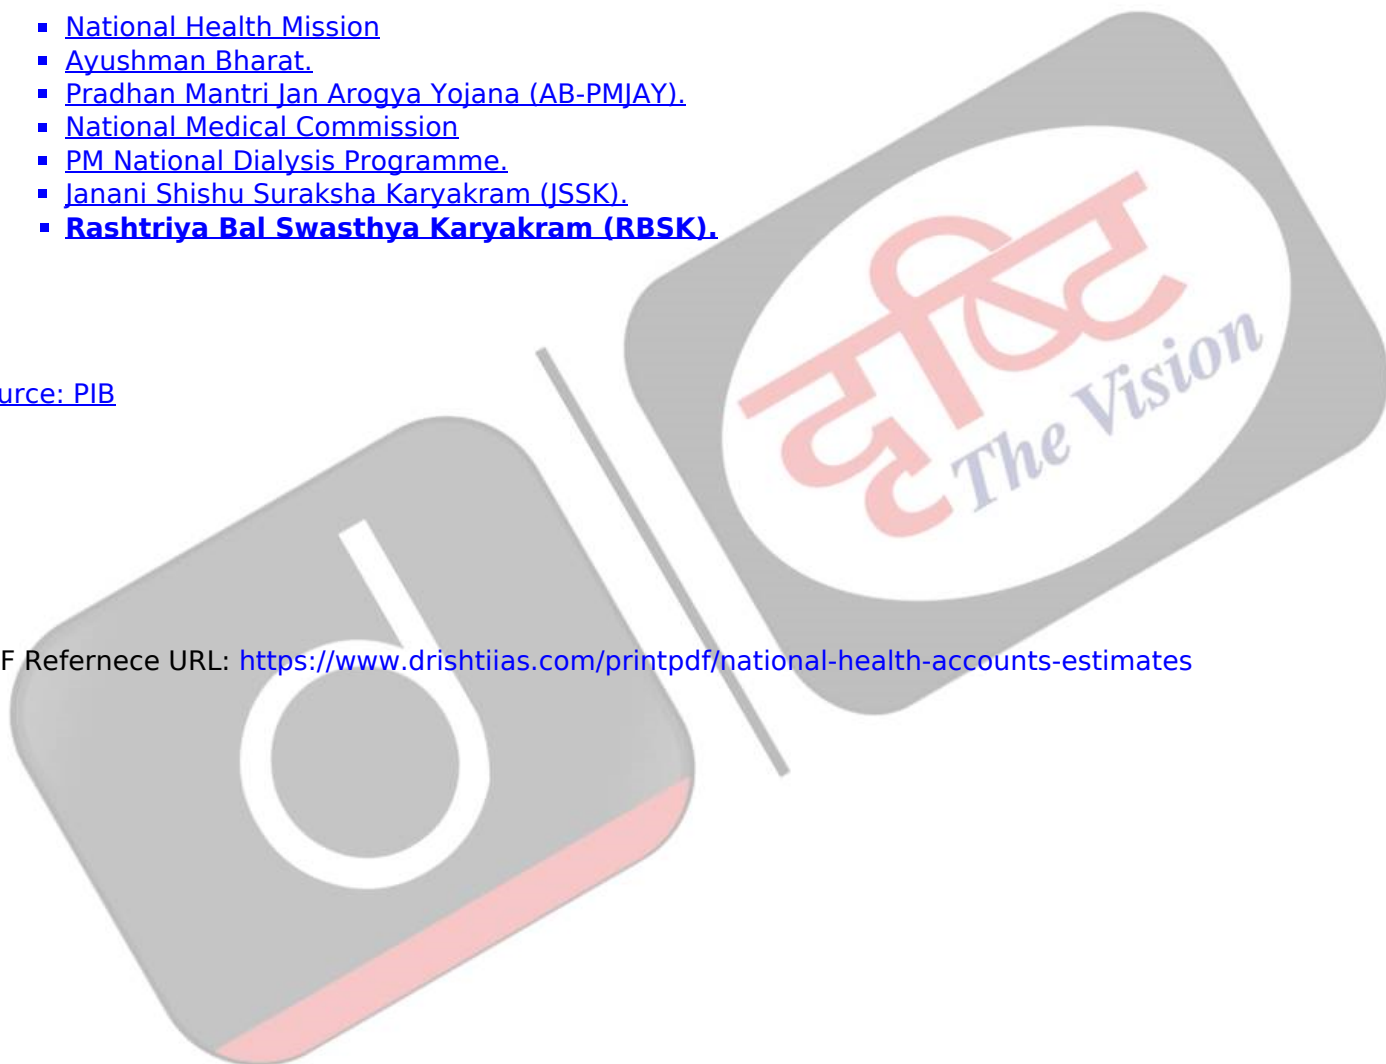 National Health Mission
Ayushman Bharat.
Pradhan Mantri Jan Arogya Yojana (AB-PMJAY).
National Medical Commission
PM National Dialysis Programme.
Janani Shishu Suraksha Karyakram (JSSK).
Rashtriya Bal Swasthya Karyakram (RBSK).
दृष्टि
The Vision
urce: PIB
d
F Refernece URL: https://www.drishtiias.com/printpdf/national-health-accounts-estimates